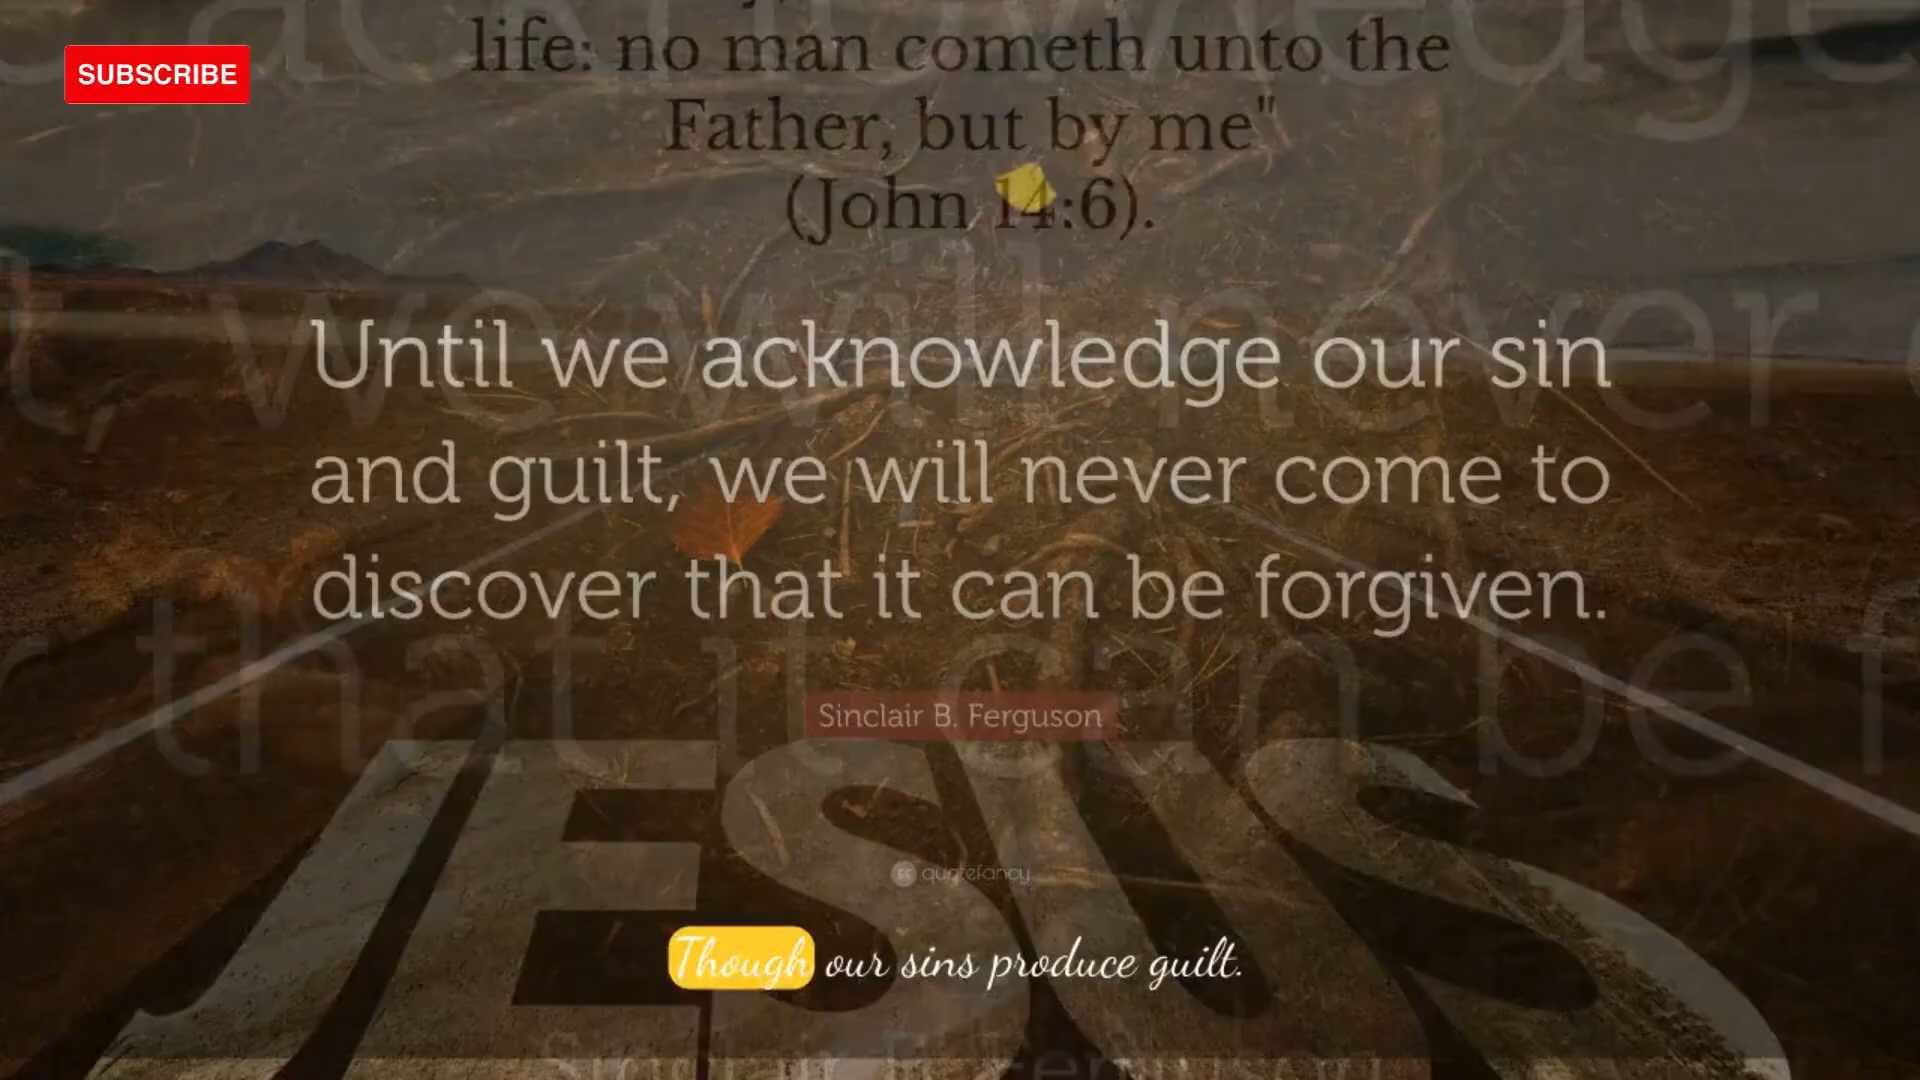 SUBSCRIBE
life: no man cometh unto the
Father, but by me"
(John 14:6).
Until we acknowledge our sin
and guilt, we will never come to
discover that it can be forgiven.
Sinclair B. Ferguson
quotefancy
JESUS
Though our sins produce guilt.